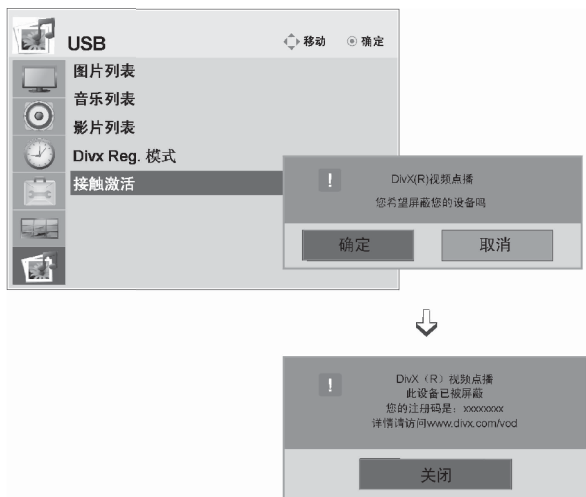 USB
移动
确定
图片列表
音乐列表
影片列表
Divx Reg. 模式
接触激活
!
DivX(R)视频点播
您希望屏蔽您的设备吗
确定
取消
!
DivX（R）视频点播
此设备已被屏蔽
您的注册码是：xxxxxxxx
详情请访问www.divx.com/vod
关闭